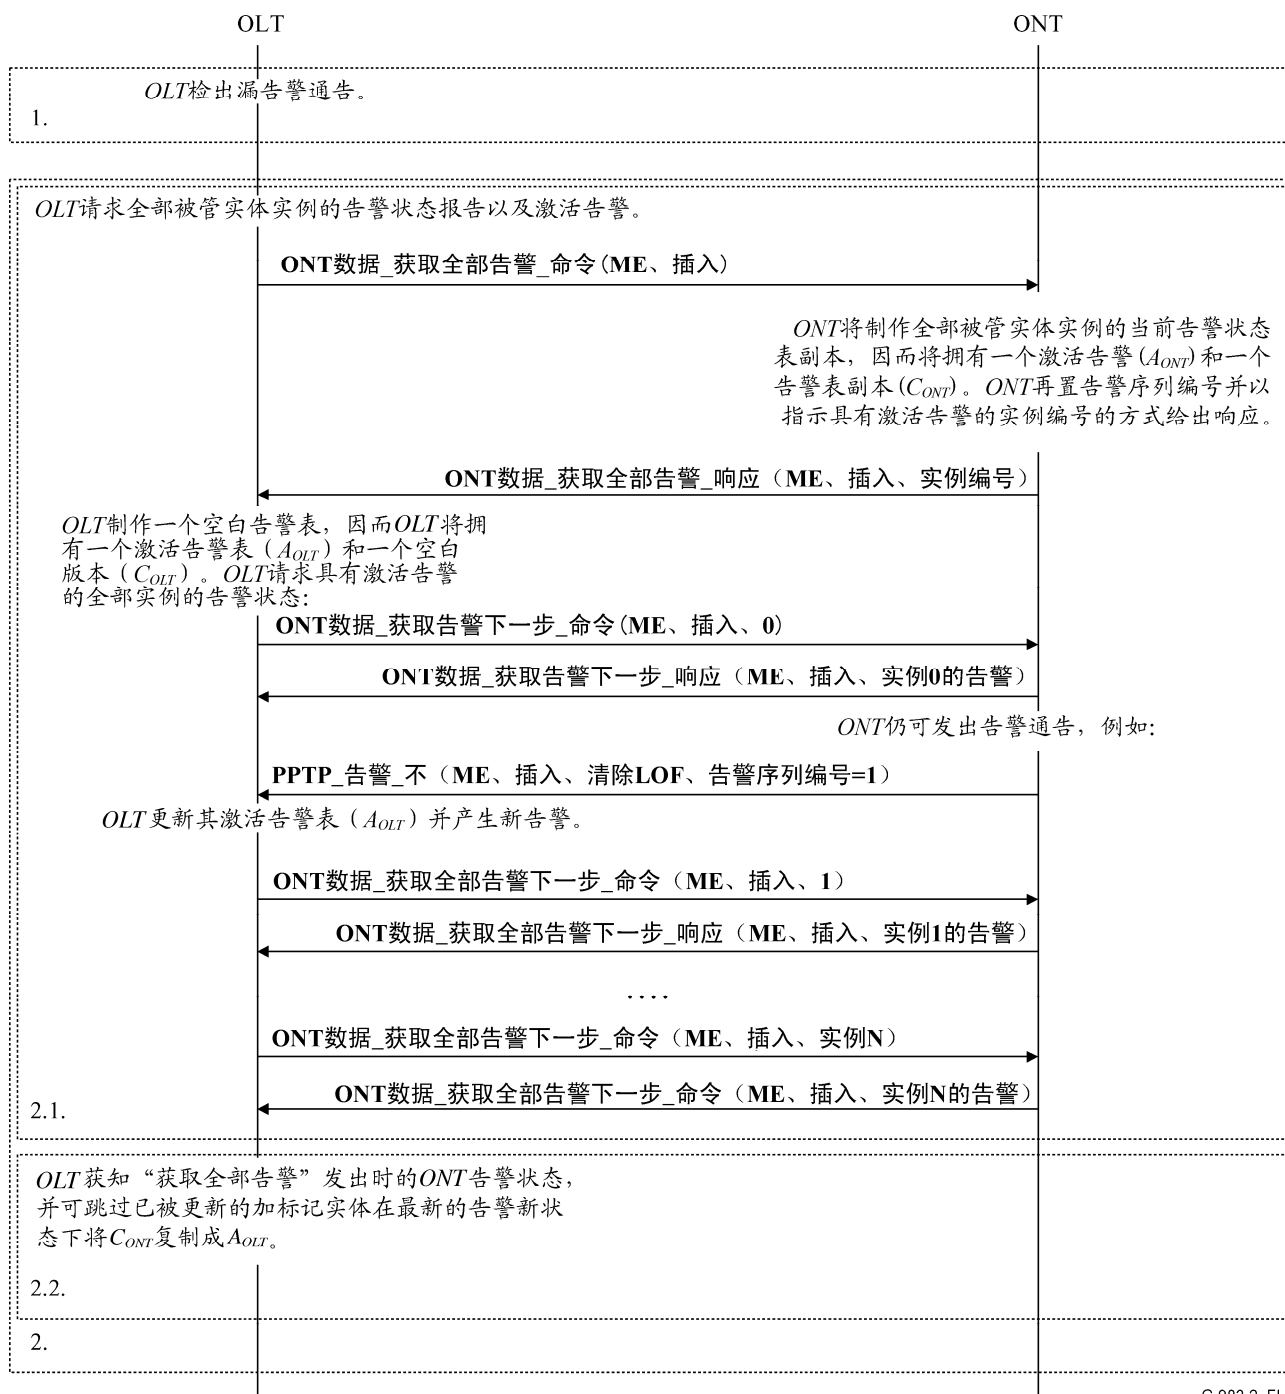 OLT
ONT
OLT检出漏告警通告。
1.
OLT请求全部被管实体实例的告警状态报告以及激活告警。
ONT数据_获取全部告警_命令(ME、插入)
ONT将制作全部被管实体实例的当前告警状态
表副本，因而将拥有一个激活告警(AONT)和一个
告警表副本(CONT)。ONT再置告警序列编号并以
指示具有激活告警的实例编号的方式给出响应。
ONT数据_获取全部告警_响应（ME、插入、实例编号）
OLT制作一个空白告警表，因而OLT将拥
有一个激活告警表（AOLT）和一个空白
版本（COLT）。OLT请求具有激活告警
的全部实例的告警状态：
ONT数据_获取告警下一步_命令(ME、插入、0)
ONT数据_获取告警下一步_响应（ME、插入、实例0的告警）
ONT仍可发出告警通告，例如：
PPTP_告警_不（ME、插入、清除LOF、告警序列编号=1）
OLT更新其激活告警表（AOLT）并产生新告警。
ONT数据_获取全部告警下一步_命令（ME、插入、1）
ONT数据_获取全部告警下一步_响应（ME、插入、实例1的告警）
....
ONT数据_获取全部告警下一步_命令（ME、插入、实例N）
ONT数据_获取全部告警下一步_命令（ME、插入、实例N的告警）
2.1.
OLT获知“获取全部告警”发出时的ONT告警状态，
并可跳过已被更新的加标记实体在最新的告警新状
态下将CONT复制成AOLT。
2.2.
2.